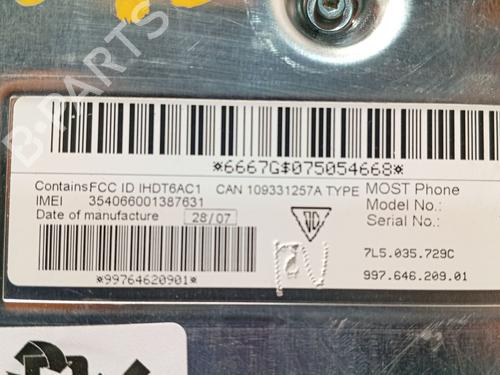 *6667G$075054668*
Contains FCC ID IHDT6AC1 CAN 109331257A TYPE MOST Phone
IMEI 354066001387631 Model No.:
Date of manufacture 28/07 Serial No.:
7L5.035.729C
*99764620901* 997.646.209.01
B-PARTS